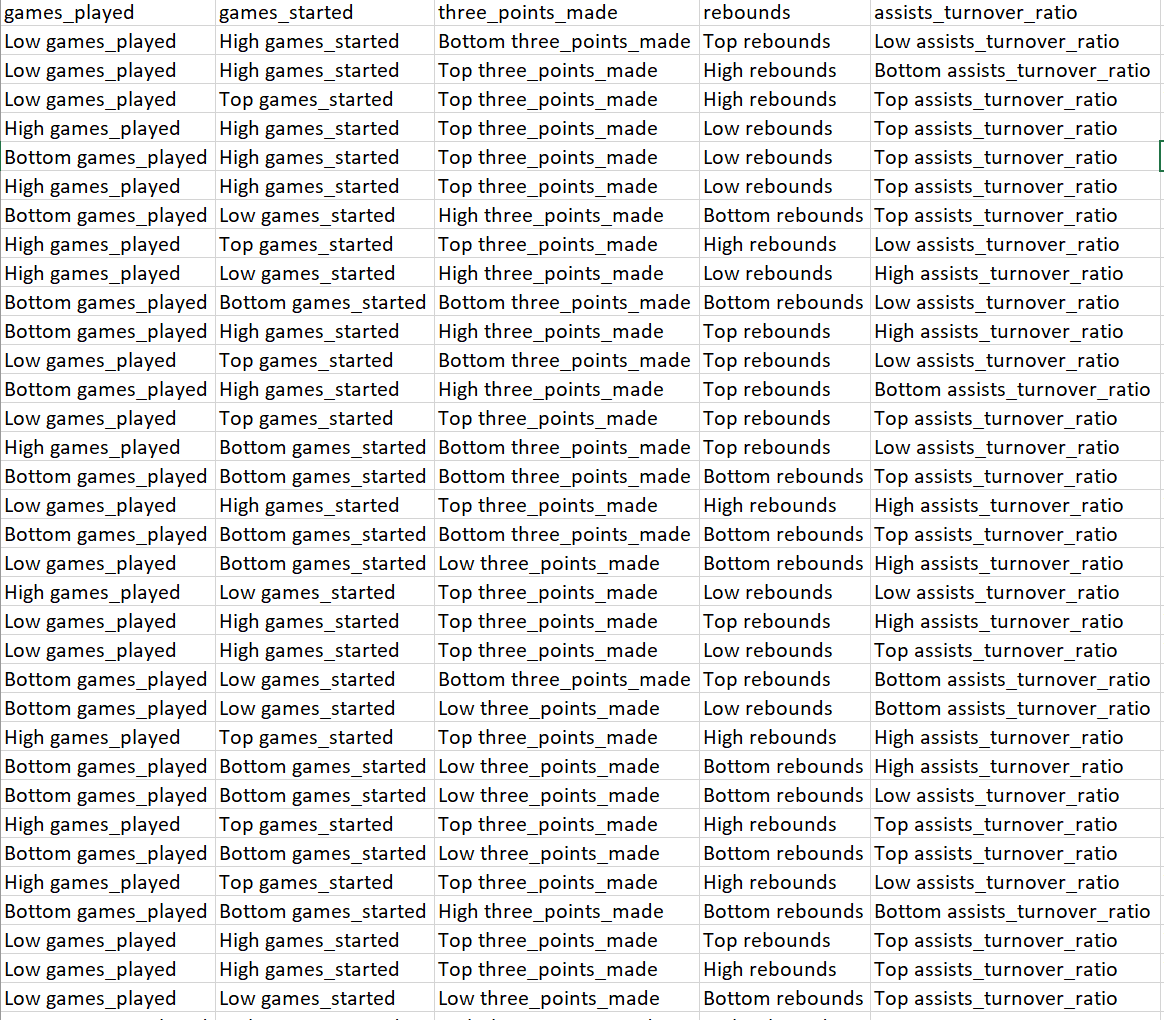 games_played games_started three_points_made rebounds assists_turnover_ratio
Low games_played High games_started Bottom three_points_made Top rebounds Low assists_turnover_ratio
Low games_played High games_started Top three_points_made High rebounds Bottom assists_turnover_ratio
Low games_played Top games_started Top three_points_made High rebounds Top assists_turnover_ratio
High games_played High games_started Top three_points_made Low rebounds Top assists_turnover_ratio
Bottom games_played High games_started Top three_points_made Low rebounds Top assists_turnover_ratio
High games_played High games_started Top three_points_made Low rebounds Top assists_turnover_ratio
Bottom games_played Low games_started High three_points_made Bottom rebounds Top assists_turnover_ratio
High games_played Top games_started Top three_points_made High rebounds Low assists_turnover_ratio
High games_played Low games_started High three_points_made Low rebounds High assists_turnover_ratio
Bottom games_played Bottom games_started Bottom three_points_made Bottom rebounds Low assists_turnover_ratio
Bottom games_played High games_started High three_points_made Top rebounds High assists_turnover_ratio
Low games_played Top games_started Bottom three_points_made Top rebounds Low assists_turnover_ratio
Bottom games_played High games_started High three_points_made Top rebounds Bottom assists_turnover_ratio
Low games_played Top games_started Top three_points_made Top rebounds Top assists_turnover_ratio
High games_played Bottom games_started Bottom three_points_made Top rebounds Low assists_turnover_ratio
Bottom games_played Bottom games_started Bottom three_points_made Bottom rebounds Top assists_turnover_ratio
Low games_played High games_started Top three_points_made High rebounds High assists_turnover_ratio
Bottom games_played Bottom games_started Bottom three_points_made Bottom rebounds Top assists_turnover_ratio
Low games_played Bottom games_started Low three_points_made Bottom rebounds High assists_turnover_ratio
High games_played Low games_started Top three_points_made Low rebounds Low assists_turnover_ratio
Low games_played High games_started Top three_points_made Top rebounds High assists_turnover_ratio
Low games_played High games_started Top three_points_made Low rebounds Top assists_turnover_ratio
Bottom games_played Low games_started Bottom three_points_made Top rebounds Bottom assists_turnover_ratio
Bottom games_played Low games_started Low three_points_made Low rebounds Bottom assists_turnover_ratio
High games_played Top games_started Top three_points_made High rebounds High assists_turnover_ratio
Bottom games_played Bottom games_started Low three_points_made Bottom rebounds High assists_turnover_ratio
Bottom games_played Bottom games_started Low three_points_made Bottom rebounds Low assists_turnover_ratio
High games_played Top games_started Top three_points_made High rebounds Top assists_turnover_ratio
Bottom games_played Bottom games_started Low three_points_made Bottom rebounds Top assists_turnover_ratio
High games_played Top games_started Top three_points_made High rebounds Low assists_turnover_ratio
Bottom games_played Bottom games_started High three_points_made Bottom rebounds Bottom assists_turnover_ratio
Low games_played High games_started Top three_points_made Top rebounds Top assists_turnover_ratio
Low games_played High games_started Top three_points_made High rebounds Top assists_turnover_ratio
Low games_played Low games_started Low three_points_made Bottom rebounds Top assists_turnover_ratio